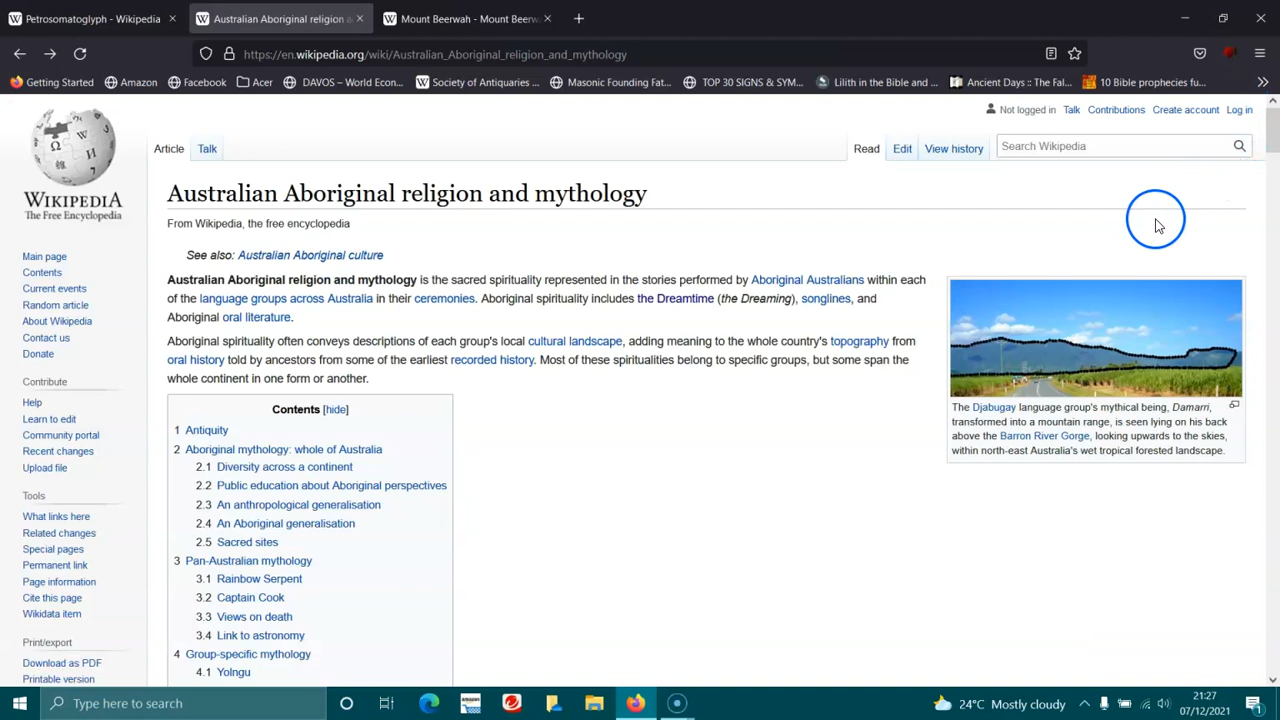 Petrosomatoglyph - Wikipedia
Australian Aboriginal religion a
Mount Beerwah - Mount Beerw
https://en.wikipedia.org/wiki/Australian_Aboriginal_religion_and_mythology
Getting Started
Amazon
Facebook
Acer
DAVOS – World Econ...
Society of Antiquaries ...
Masonic Founding Fat...
TOP 30 SIGNS & SYM...
Lilith in the Bible and ...
Ancient Days :: The Fal...
10 Bible prophecies fu...
Not logged in Talk Contributions Create account Log in
Article Talk Read Edit View history Search Wikipedia
WIKIPEDIA
The Free Encyclopedia
Main page
Contents
Current events
Random article
About Wikipedia
Contact us
Donate
Contribute
Help
Learn to edit
Community portal
Recent changes
Upload file
Tools
What links here
Related changes
Special pages
Permanent link
Page information
Cite this page
Wikidata item
Print/export
Download as PDF
Printable version
Australian Aboriginal religion and mythology
From Wikipedia, the free encyclopedia
See also: Australian Aboriginal culture
Australian Aboriginal religion and mythology is the sacred spirituality represented in the stories performed by Aboriginal Australians within each
of the language groups across Australia in their ceremonies. Aboriginal spirituality includes the Dreamtime (the Dreaming), songlines, and
Aboriginal oral literature.
Aboriginal spirituality often conveys descriptions of each group's local cultural landscape, adding meaning to the whole country's topography from
oral history told by ancestors from some of the earliest recorded history. Most of these spiritualities belong to specific groups, but some span the
whole continent in one form or another.
Contents [hide]
1 Antiquity
2 Aboriginal mythology: whole of Australia
2.1 Diversity across a continent
2.2 Public education about Aboriginal perspectives
2.3 An anthropological generalisation
2.4 An Aboriginal generalisation
2.5 Sacred sites
3 Pan-Australian mythology
3.1 Rainbow Serpent
3.2 Captain Cook
3.3 Views on death
3.4 Link to astronomy
4 Group-specific mythology
4.1 Yolngu
The Djabugay language group's mythical being, Damarri,
transformed into a mountain range, is seen lying on his back
above the Barron River Gorge, looking upwards to the skies,
within north-east Australia's wet tropical forested landscape.
Type here to search
24°C Mostly cloudy
21:27
07/12/2021